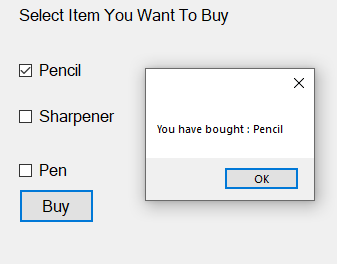 Select Item You Want To Buy
Pencil
Sharpener
Pen
Buy
You have bought : Pencil
OK